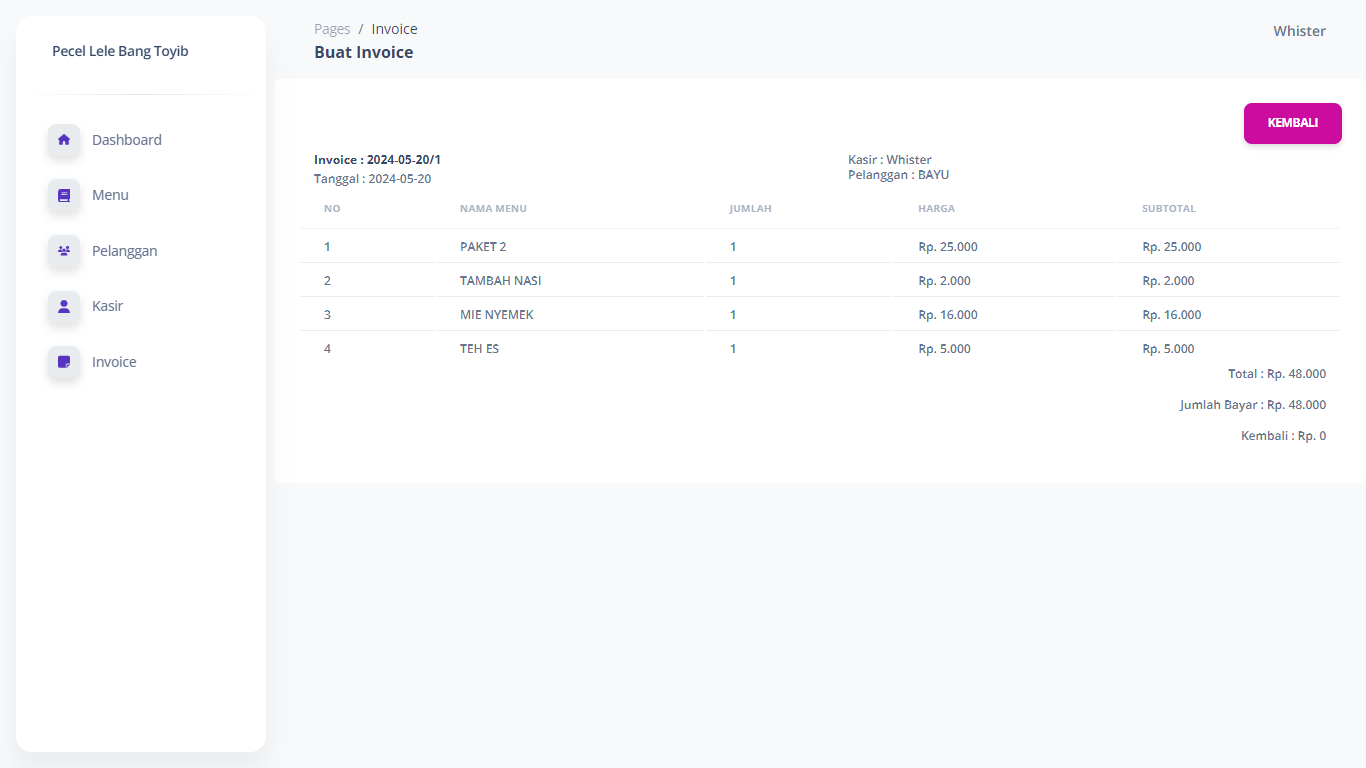 Pecel Lele Bang Toyib
Dashboard
Menu
Pelanggan
Kasir
Invoice
Pages / Invoice
Buat Invoice
Whister
KEMBALI
Invoice : 2024-05-20/1
Tanggal : 2024-05-20
Kasir : Whister
Pelanggan : BAYU
NO NAMA MENU JUMLAH HARGA SUBTOTAL
1 PAKET 2 1 Rp. 25.000 Rp. 25.000
2 TAMBAH NASI 1 Rp. 2.000 Rp. 2.000
3 MIE NYEMEK 1 Rp. 16.000 Rp. 16.000
4 TEH ES 1 Rp. 5.000 Rp. 5.000
Total : Rp. 48.000
Jumlah Bayar : Rp. 48.000
Kembali : Rp. 0